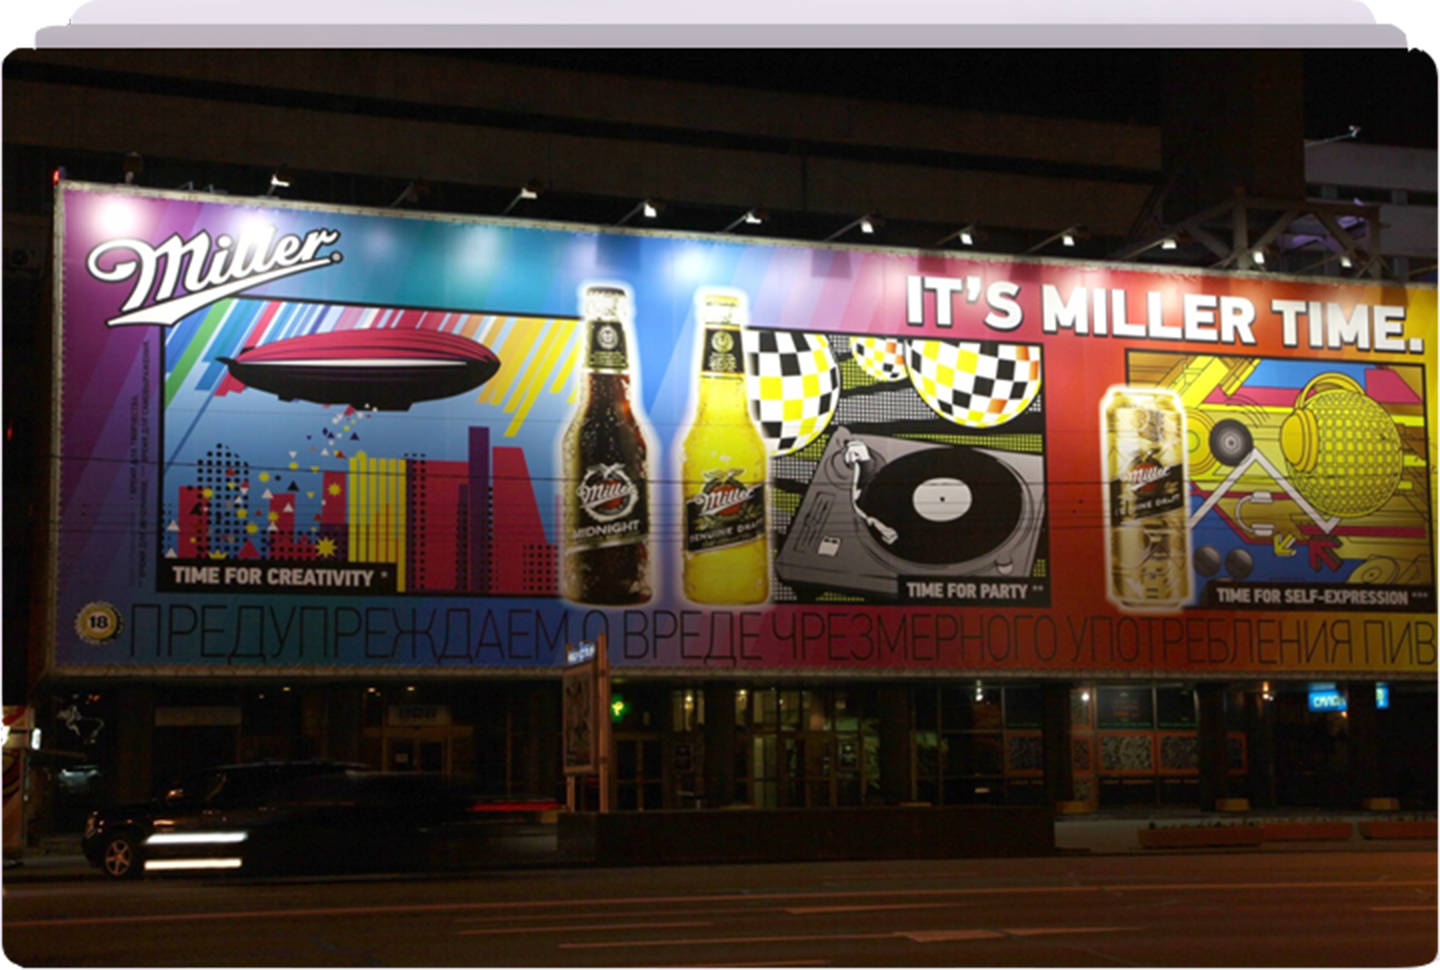 Miller
IT'S MILLER TIME.
Miller
MIDNIGHT
Miller
GENUINE DRAFT
Miller
GENUINE DRAFT
TIME FOR CREATIVITY *
TIME FOR PARTY **
TIME FOR SELF-EXPRESSION ***
18
ПРЕДУПРЕЖДАЕМ О ВРЕДЕ ЧРЕЗМЕРНОГО УПОТРЕБЛЕНИЯ ПИВ